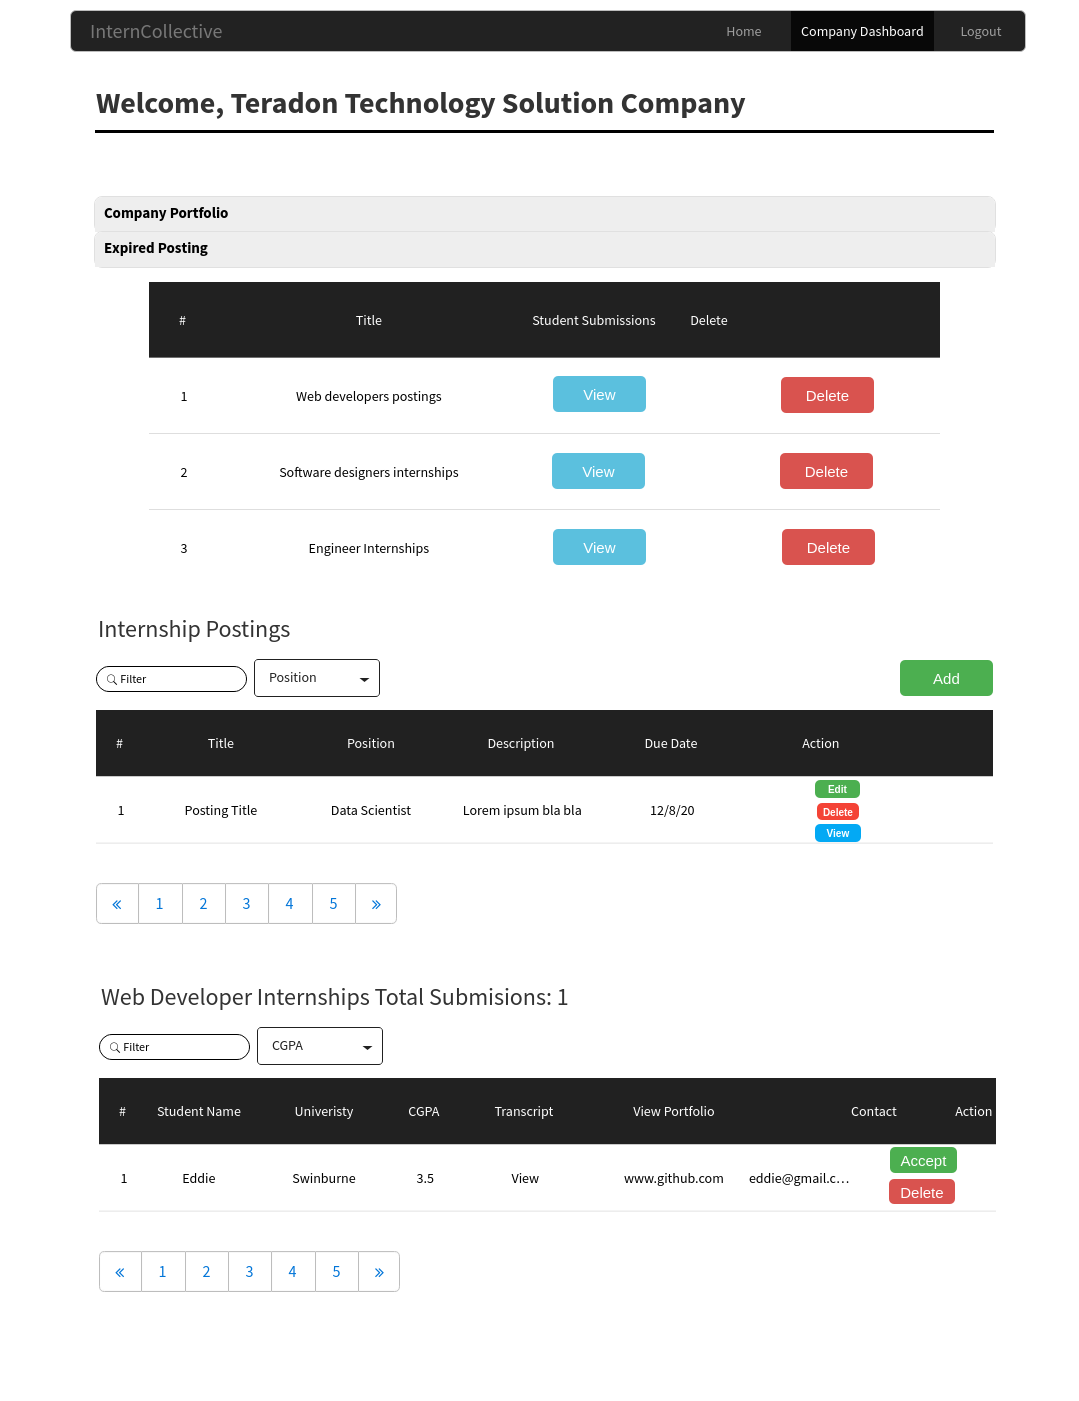 InternCollective Home Company Dashboard Logout
Welcome, Teradon Technology Solution Company
Company Portfolio
Expired Posting
# Title Student Submissions Delete
1 Web developers postings View Delete
2 Software designers internships View Delete
3 Engineer Internships View Delete
Internship Postings
Filter Position Add
# Title Position Description Due Date Action
Edit
1 Posting Title Data Scientist Lorem ipsum bla bla 12/8/20 Delete
View
« 1 2 3 4 5 »
Web Developer Internships Total Submisions: 1
Filter CGPA
# Student Name Univeristy CGPA Transcript View Portfolio Contact Action
Accept
1 Eddie Swinburne 3.5 View www.github.com eddie@gmail.c…
Delete
« 1 2 3 4 5 »